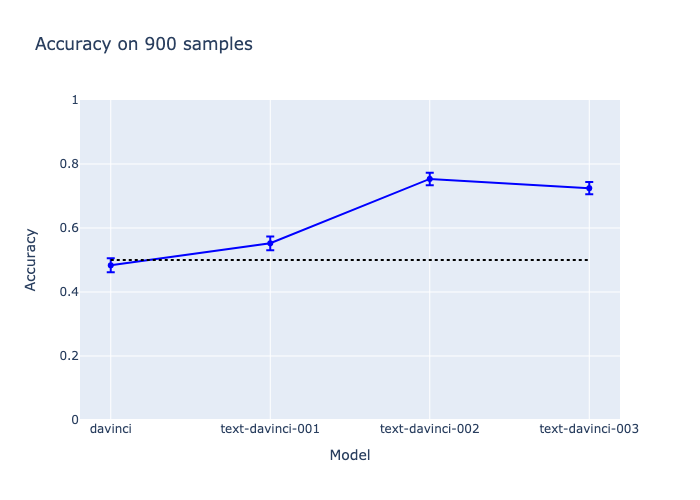 Accuracy on 900 samples
1
0.8
0.6
0.4
0.2
0
Accuracy
davinci
text-davinci-001
text-davinci-002
text-davinci-003
Model